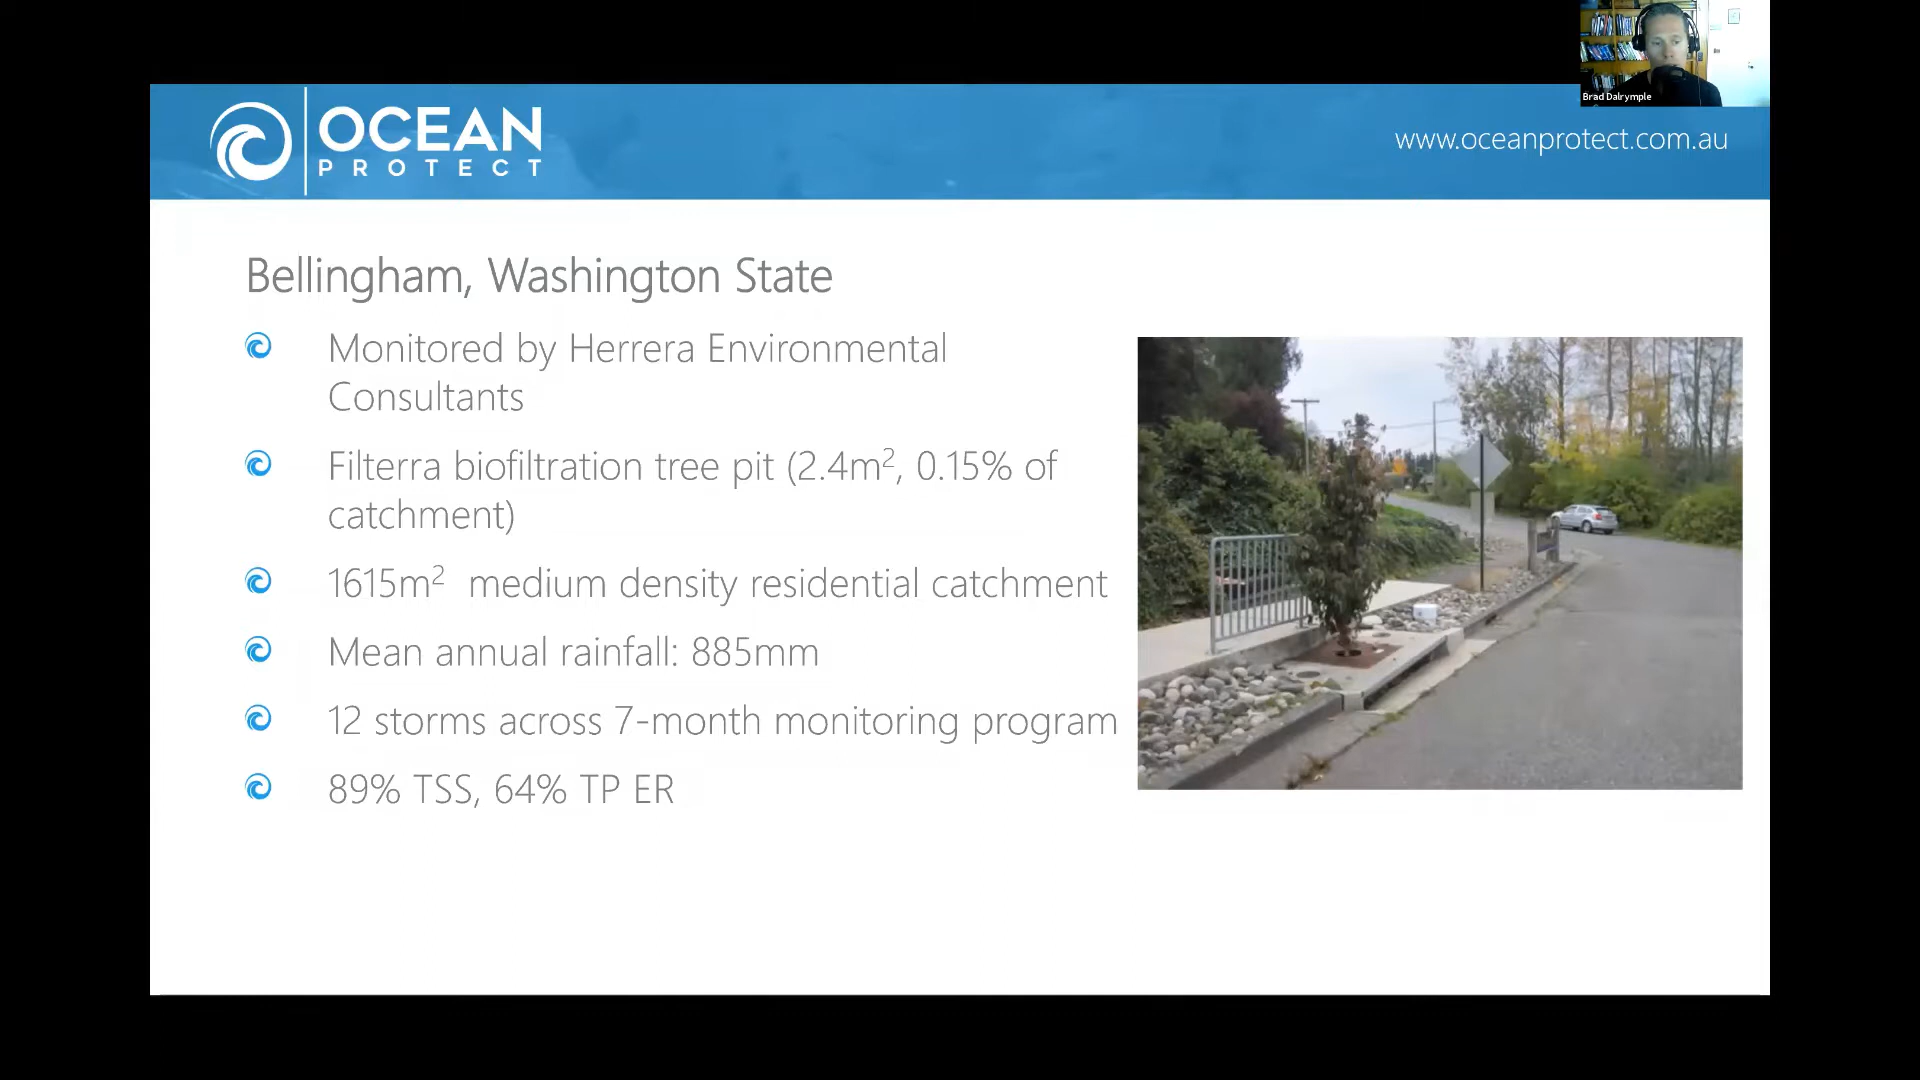 Brad Dalrymple
OCEAN
PROTECT
www.oceanprotect.com.au
Bellingham, Washington State
Monitored by Herrera Environmental
Consultants
Filterra biofiltration tree pit (2.4m², 0.15% of
catchment)
1615m² medium density residential catchment
Mean annual rainfall: 885mm
12 storms across 7-month monitoring program
89% TSS, 64% TP ER